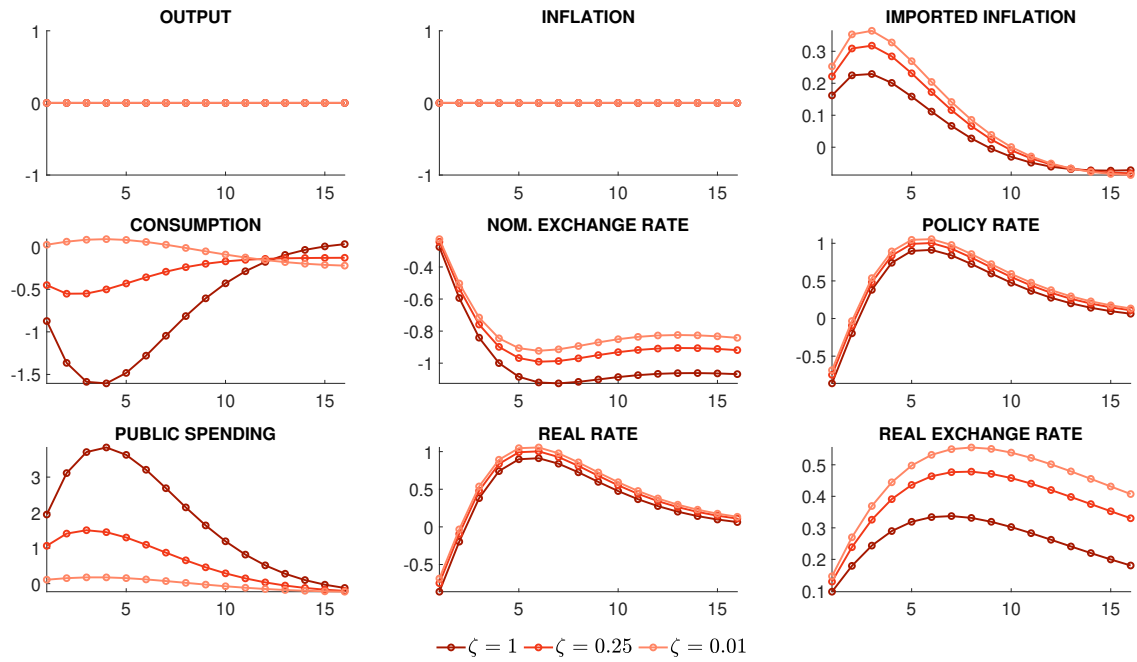 OUTPUT INFLATION IMPORTED INFLATION
1 1 0.3
0.2
0 0 0.1
0
-1 -1
5 10 15 5 10 15 5 10 15
CONSUMPTION NOM. EXCHANGE RATE POLICY RATE
0 -0.4 1
-0.5 -0.6 0.5
-1 -0.8 0
-1.5 -1 -0.5
5 10 15 5 10 15 5 10 15
PUBLIC SPENDING REAL RATE REAL EXCHANGE RATE
3 1 0.5
2 0.5 0.4
1 0 0.3
0 -0.5 0.2
0.1
5 10 15 5 10 15 5 10 15
ζ = 1 ζ = 0.25 ζ = 0.01